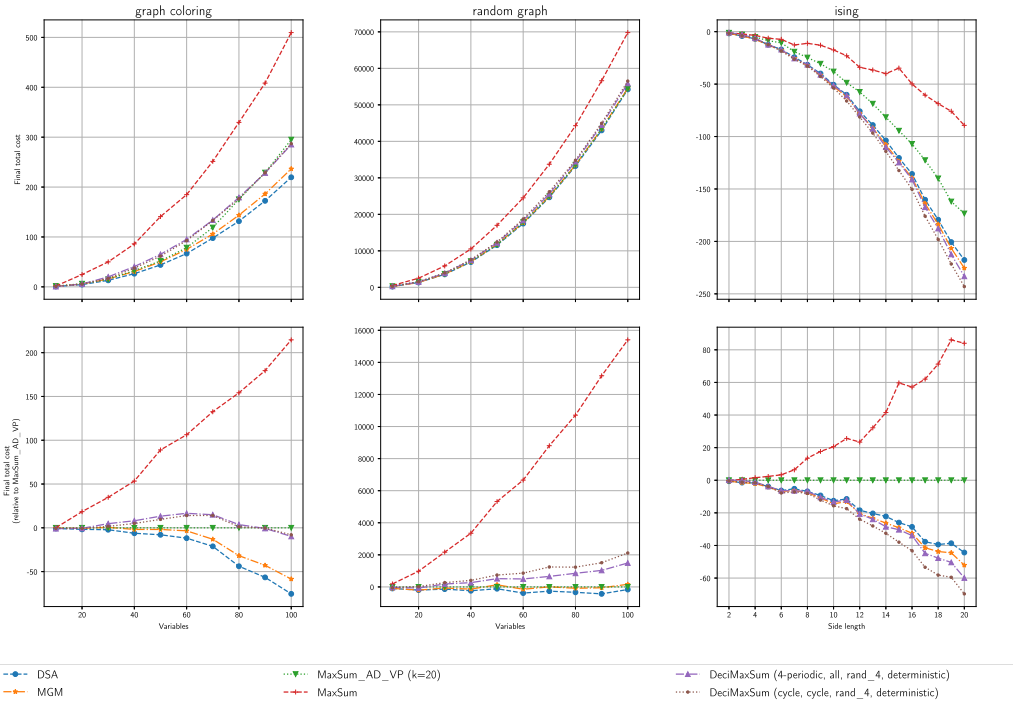 graph coloring
random graph
ising
500
400
300
200
100
0
Final total cost
70000
60000
50000
40000
30000
20000
10000
0
0
-50
-100
-150
-200
-250
200
150
100
50
0
-50
Final total cost
(relative to MaxSum_AD_VP)
20 40 60 80 100
Variables
16000
14000
12000
10000
8000
6000
4000
2000
0
20 40 60 80 100
Variables
80
60
40
20
0
-20
-40
-60
2 4 6 8 10 12 14 16 18 20
Side length
DSA
MGM
MaxSum_AD_VP (k=20)
MaxSum
DeciMaxSum (4-periodic, all, rand_4, deterministic)
DeciMaxSum (cycle, cycle, rand_4, deterministic)